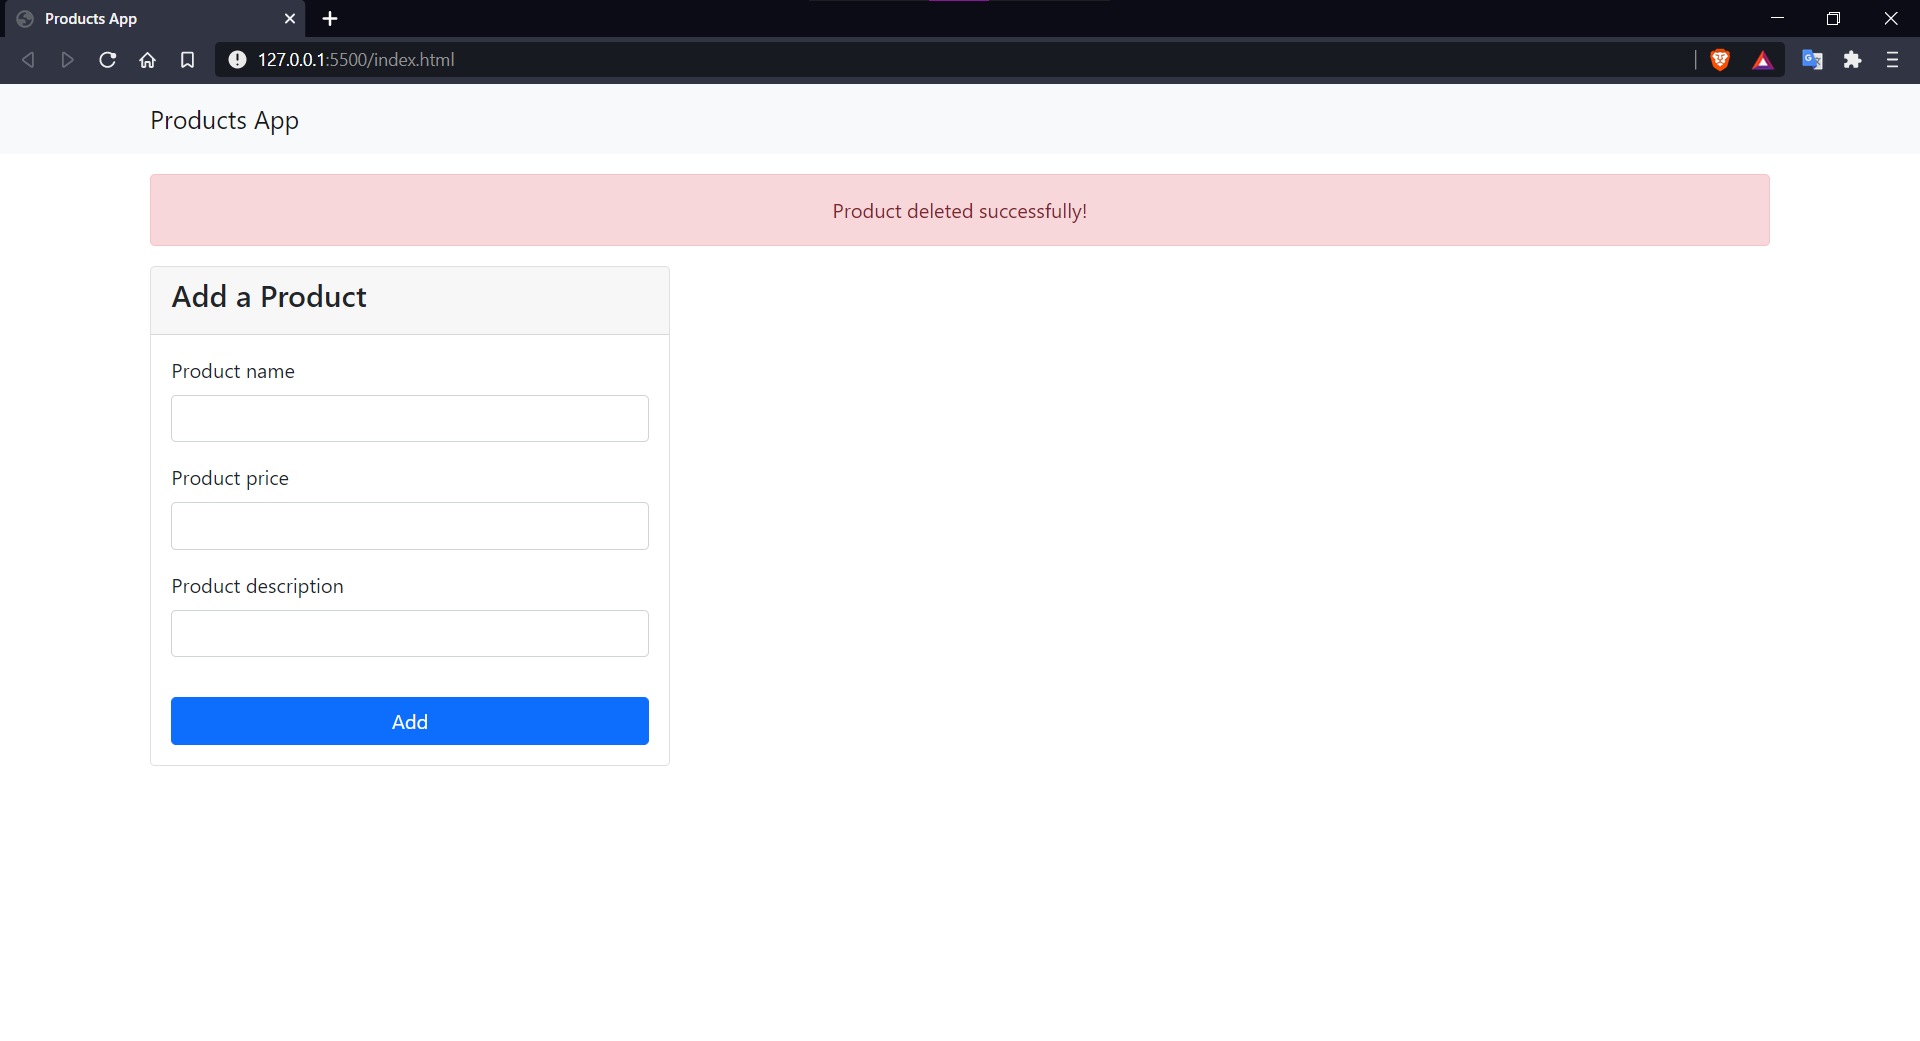 Products App
127.0.0.1:5500/index.html
Products App
Product deleted successfully!
Add a Product
Product name
Product price
Product description
Add